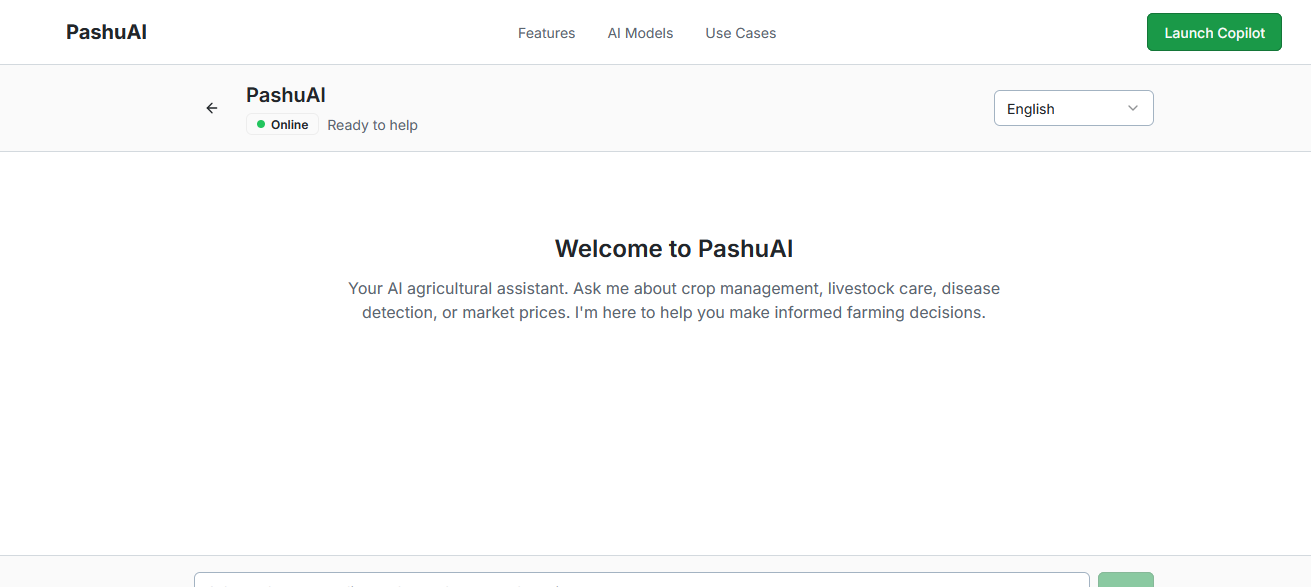 PashuAI
Features
AI Models
Use Cases
Launch Copilot
PashuAI
Online
Ready to help
English
Welcome to PashuAI
Your AI agricultural assistant. Ask me about crop management, livestock care, disease
detection, or market prices. I'm here to help you make informed farming decisions.